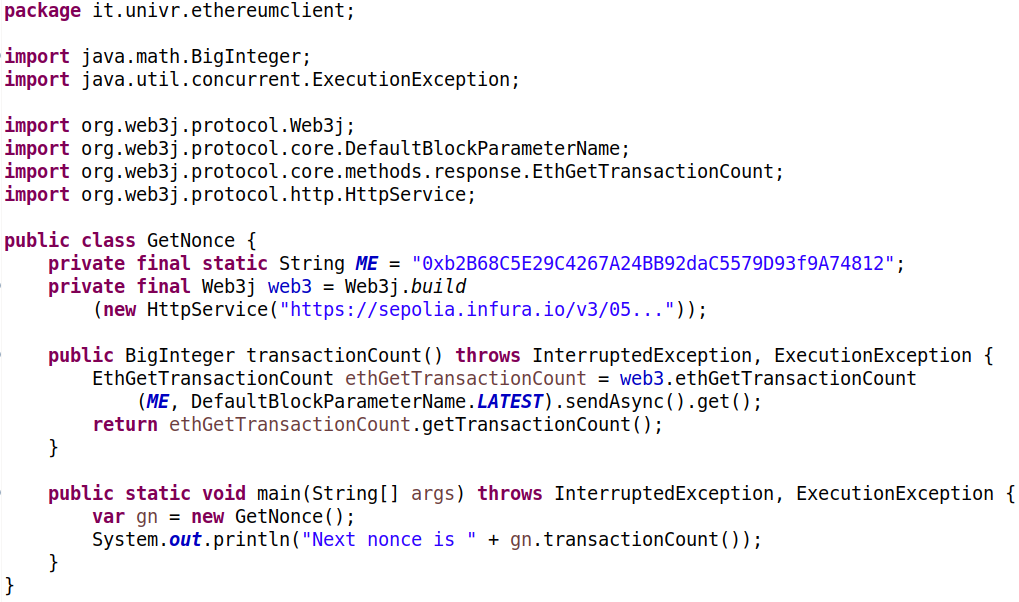 package it.univr.ethereumclient;

import java.math.BigInteger;
import java.util.concurrent.ExecutionException;

import org.web3j.protocol.Web3j;
import org.web3j.protocol.core.DefaultBlockParameterName;
import org.web3j.protocol.core.methods.response.EthGetTransactionCount;
import org.web3j.protocol.http.HttpService;

public class GetNonce {
    private final static String ME = "0xb2B68C5E29C4267A24BB92daC5579D93f9A74812";
    private final Web3j web3 = Web3j.build
        (new HttpService("https://sepolia.infura.io/v3/05..."));

    public BigInteger transactionCount() throws InterruptedException, ExecutionException {
        EthGetTransactionCount ethGetTransactionCount = web3.ethGetTransactionCount
            (ME, DefaultBlockParameterName.LATEST).sendAsync().get();
        return ethGetTransactionCount.getTransactionCount();
    }

    public static void main(String[] args) throws InterruptedException, ExecutionException {
        var gn = new GetNonce();
        System.out.println("Next nonce is " + gn.transactionCount());
    }
}